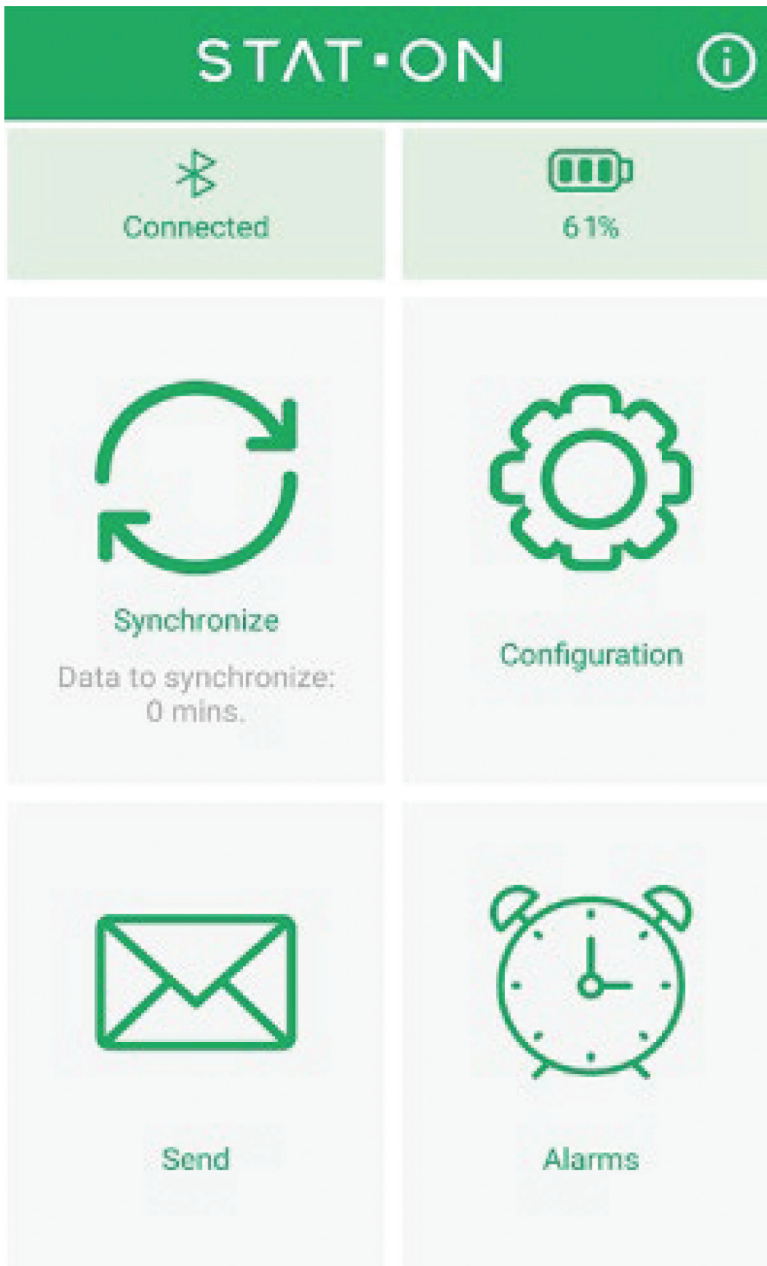 STAT·ON
Connected
61%
Synchronize
Data to synchronize:
0 mins.
Configuration
Send
Alarms